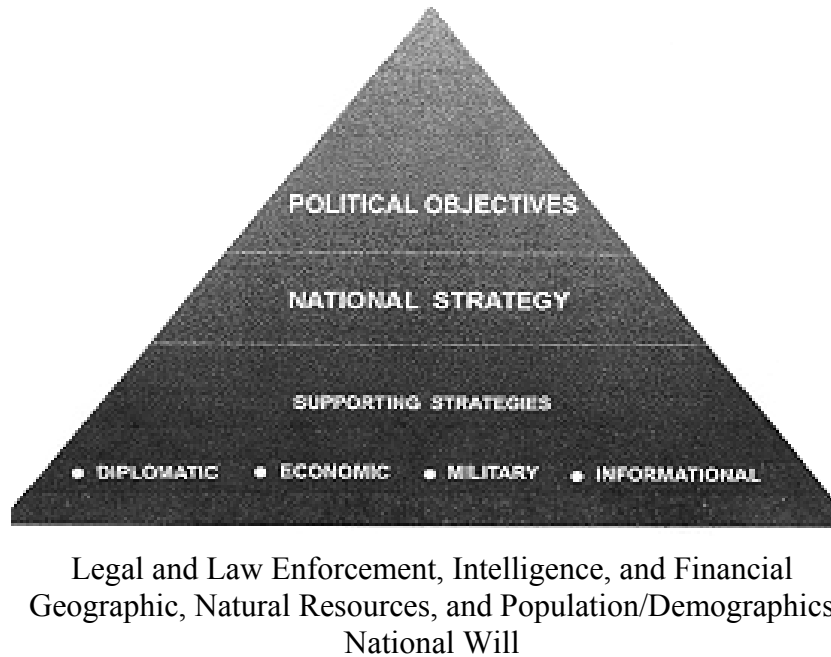 POLITICAL OBJECTIVES
NATIONAL STRATEGY
SUPPORTING STRATEGIES
• DIPLOMATIC • ECONOMIC • MILITARY • INFORMATIONAL
Legal and Law Enforcement, Intelligence, and Financial
Geographic, Natural Resources, and Population/Demographics
National Will